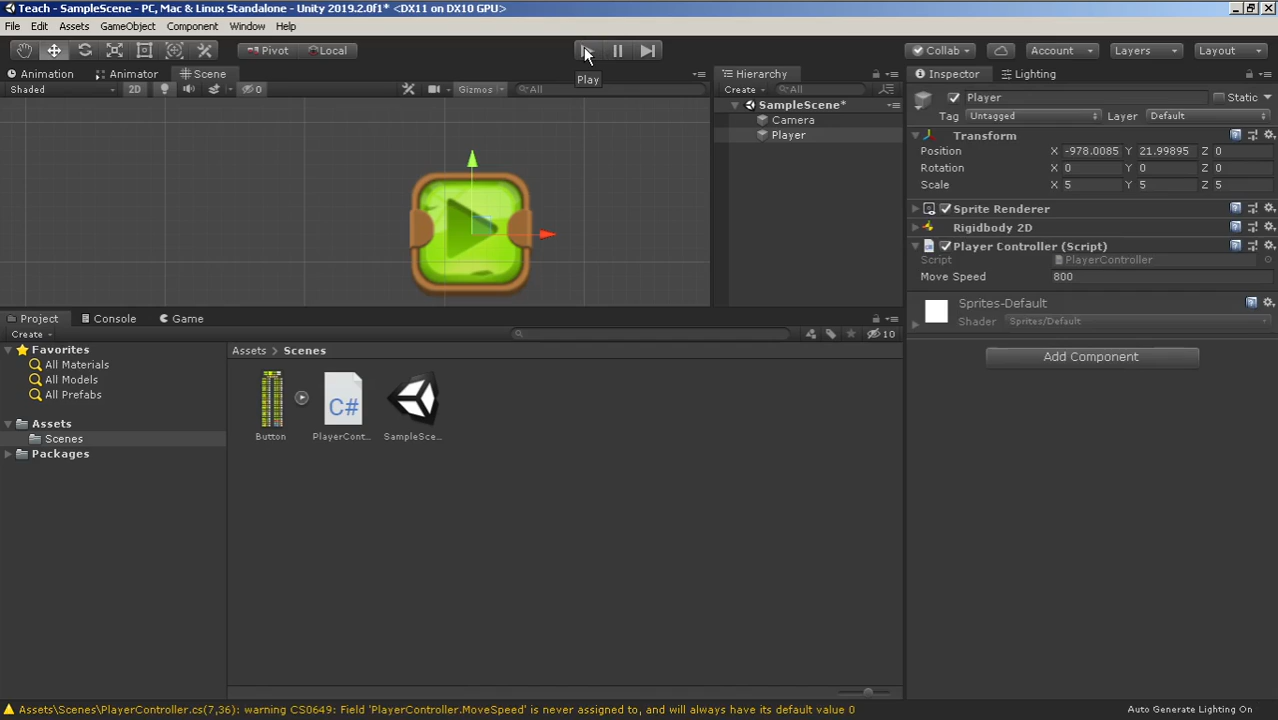 Teach - SampleScene - PC, Mac & Linux Standalone - Unity 2019.2.0f1* <DX11 on DX10 GPU>
File Edit Assets GameObject Component Window Help
Pivot Local Collab Account Layers Layout
Play
Animation Animator Scene
Shaded 2D 0 Gizmos All
Hierarchy
Create All
SampleScene*
Camera
Player
Inspector Lighting
Player Static
Tag Untagged Layer Default
Transform
Position X -978.0085 Y 21.99895 Z 0
Rotation X 0 Y 0 Z 0
Scale X 5 Y 5 Z 5
Sprite Renderer
Rigidbody 2D
Player Controller (Script)
Script PlayerController
Move Speed 800
Sprites-Default
Shader Sprites/Default
Add Component
Project Console Game
Create 10
Favorites
All Materials
All Models
All Prefabs
Assets
Scenes
Packages
Assets > Scenes
C#
Button PlayerCont... SampleSce...
Assets\Scenes\PlayerController.cs(7,36): warning CS0649: Field 'PlayerController.MoveSpeed' is never assigned to, and will always have its default value 0
Auto Generate Lighting On